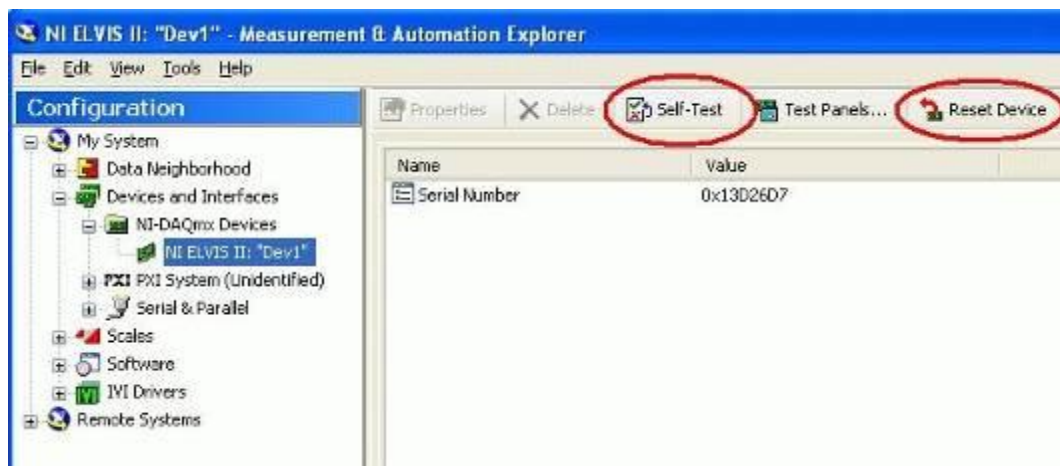 NI ELVIS II: "Dev1" - Measurement & Automation Explorer
File Edit View Tools Help
Configuration
Properties Delete Self-Test Test Panels... Reset Device
My System
Data Neighborhood
Devices and Interfaces
NI-DAQmx Devices
NI ELVIS II: "Dev1"
PXI PXI System (Unidentified)
Serial & Parallel
Scales
Software
IVI Drivers
Remote Systems
Name Value
Serial Number 0x13D26D7